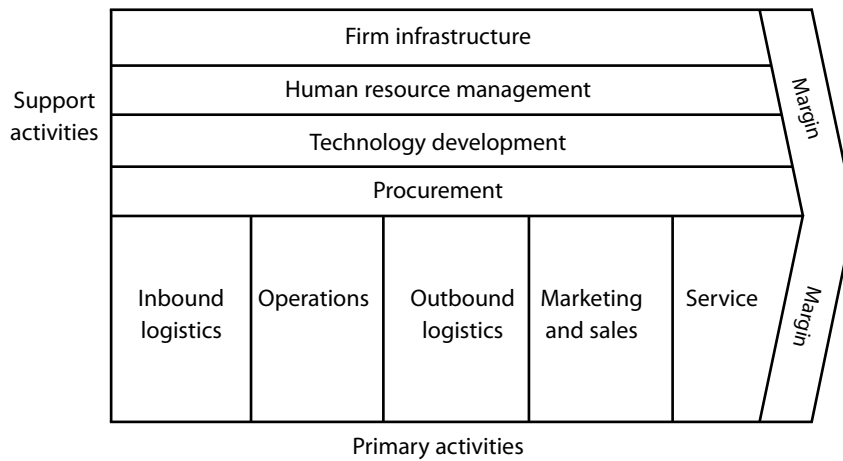 Firm infrastructure
Human resource management
Support
activities
Technology development
Procurement
Margin
Inbound
logistics
Operations
Outbound
logistics
Marketing
and sales
Service
Margin
Primary activities